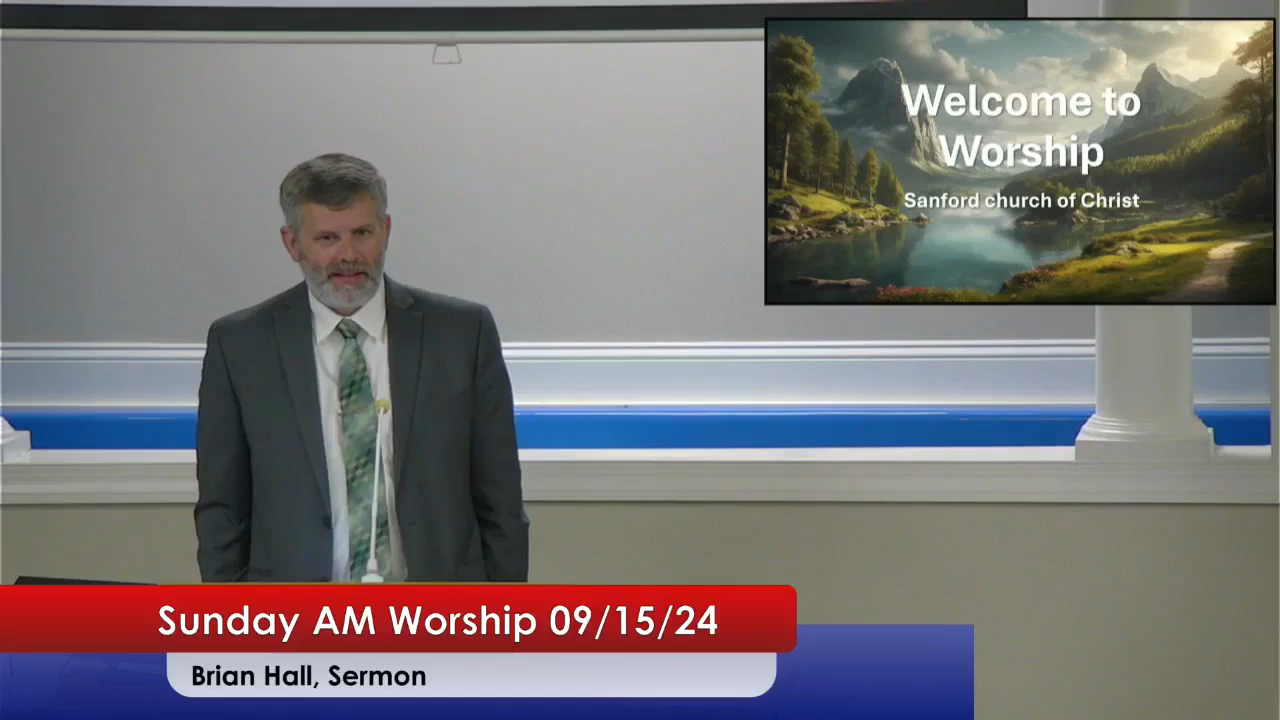 Welcome to
Worship
Sanford church of Christ
Sunday AM Worship 09/15/24
Brian Hall, Sermon